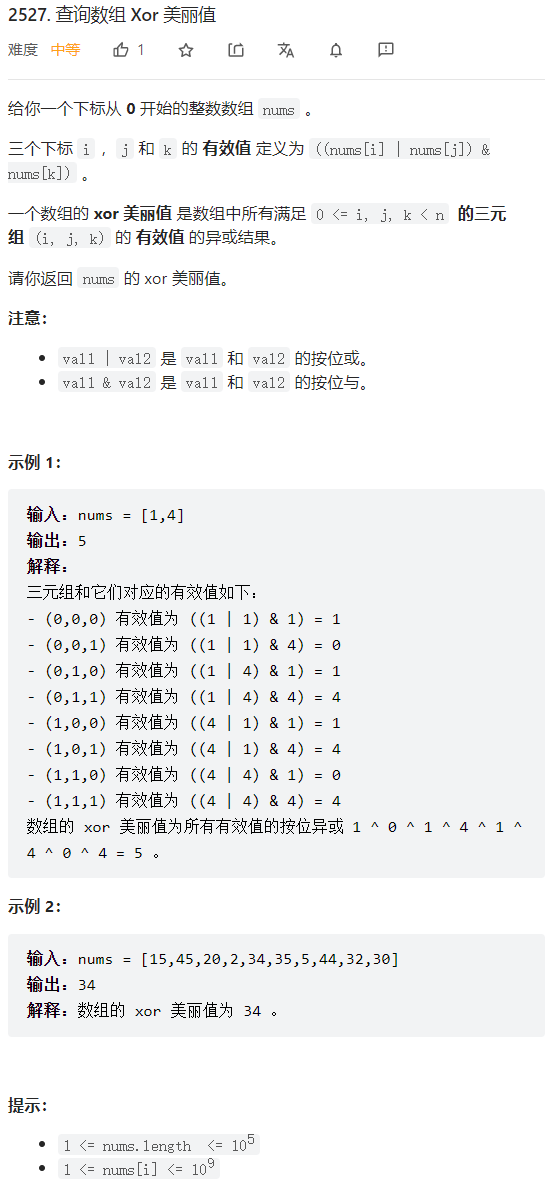 2527. 查询数组 Xor 美丽值
难度 中等 1
给你一个下标从 0 开始的整数数组 nums 。
三个下标 i ， j 和 k 的 有效值 定义为 ((nums[i] | nums[j]) &
nums[k]) 。
一个数组的 xor 美丽值 是数组中所有满足 0 <= i, j, k < n 的三元
组 (i, j, k) 的 有效值 的异或结果。
请你返回 nums 的 xor 美丽值。
注意：
val1 | val2 是 val1 和 val2 的按位或。
val1 & val2 是 val1 和 val2 的按位与。
示例 1：
输入：nums = [1,4]
输出：5
解释：
三元组和它们对应的有效值如下：
- (0,0,0) 有效值为 ((1 | 1) & 1) = 1
- (0,0,1) 有效值为 ((1 | 1) & 4) = 0
- (0,1,0) 有效值为 ((1 | 4) & 1) = 1
- (0,1,1) 有效值为 ((1 | 4) & 4) = 4
- (1,0,0) 有效值为 ((4 | 1) & 1) = 1
- (1,0,1) 有效值为 ((4 | 1) & 4) = 4
- (1,1,0) 有效值为 ((4 | 4) & 1) = 0
- (1,1,1) 有效值为 ((4 | 4) & 4) = 4
数组的 xor 美丽值为所有有效值的按位异或 1 ^ 0 ^ 1 ^ 4 ^ 1 ^
4 ^ 0 ^ 4 = 5 。
示例 2：
输入：nums = [15,45,20,2,34,35,5,44,32,30]
输出：34
解释：数组的 xor 美丽值为 34 。
提示：
1 <= nums.length <= 10^5
1 <= nums[i] <= 10^9